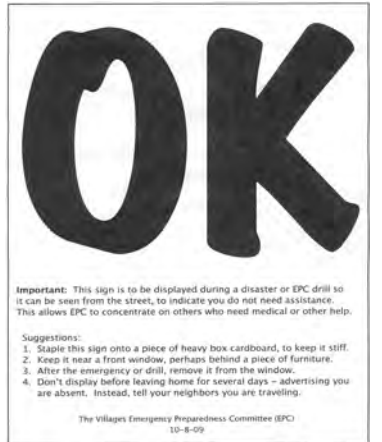 OK
Important: This sign is to be displayed during a disaster or EPC drill so
it can be seen from the street, to indicate you do not need assistance.
This allows EPC to concentrate on others who need medical or other help.
Suggestions:
1. Staple this sign onto a piece of heavy box cardboard, to keep it stiff.
2. Keep it near a front window, perhaps behind a piece of furniture.
3. After the emergency or drill, remove it from the window.
4. Don't display before leaving home for several days – advertising you
are absent. Instead, tell your neighbors you are traveling.
The Villages Emergency Preparedness Committee (EPC)
10-8-09